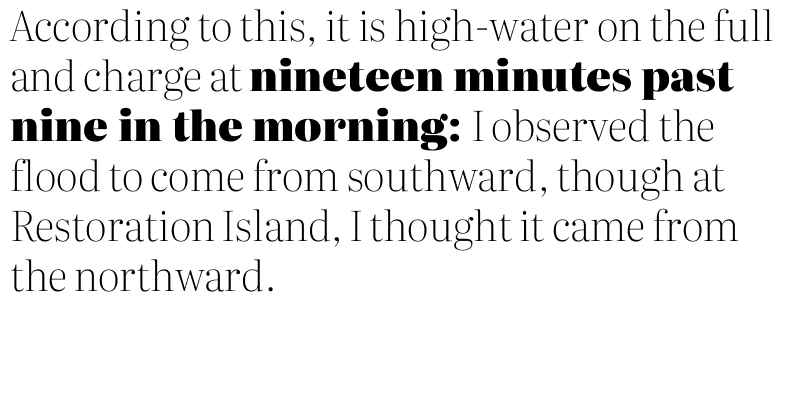 According to this, it is high-water on the full
and charge at nineteen minutes past
nine in the morning: I observed the
flood to come from southward, though at
Restoration Island, I thought it came from
the northward.